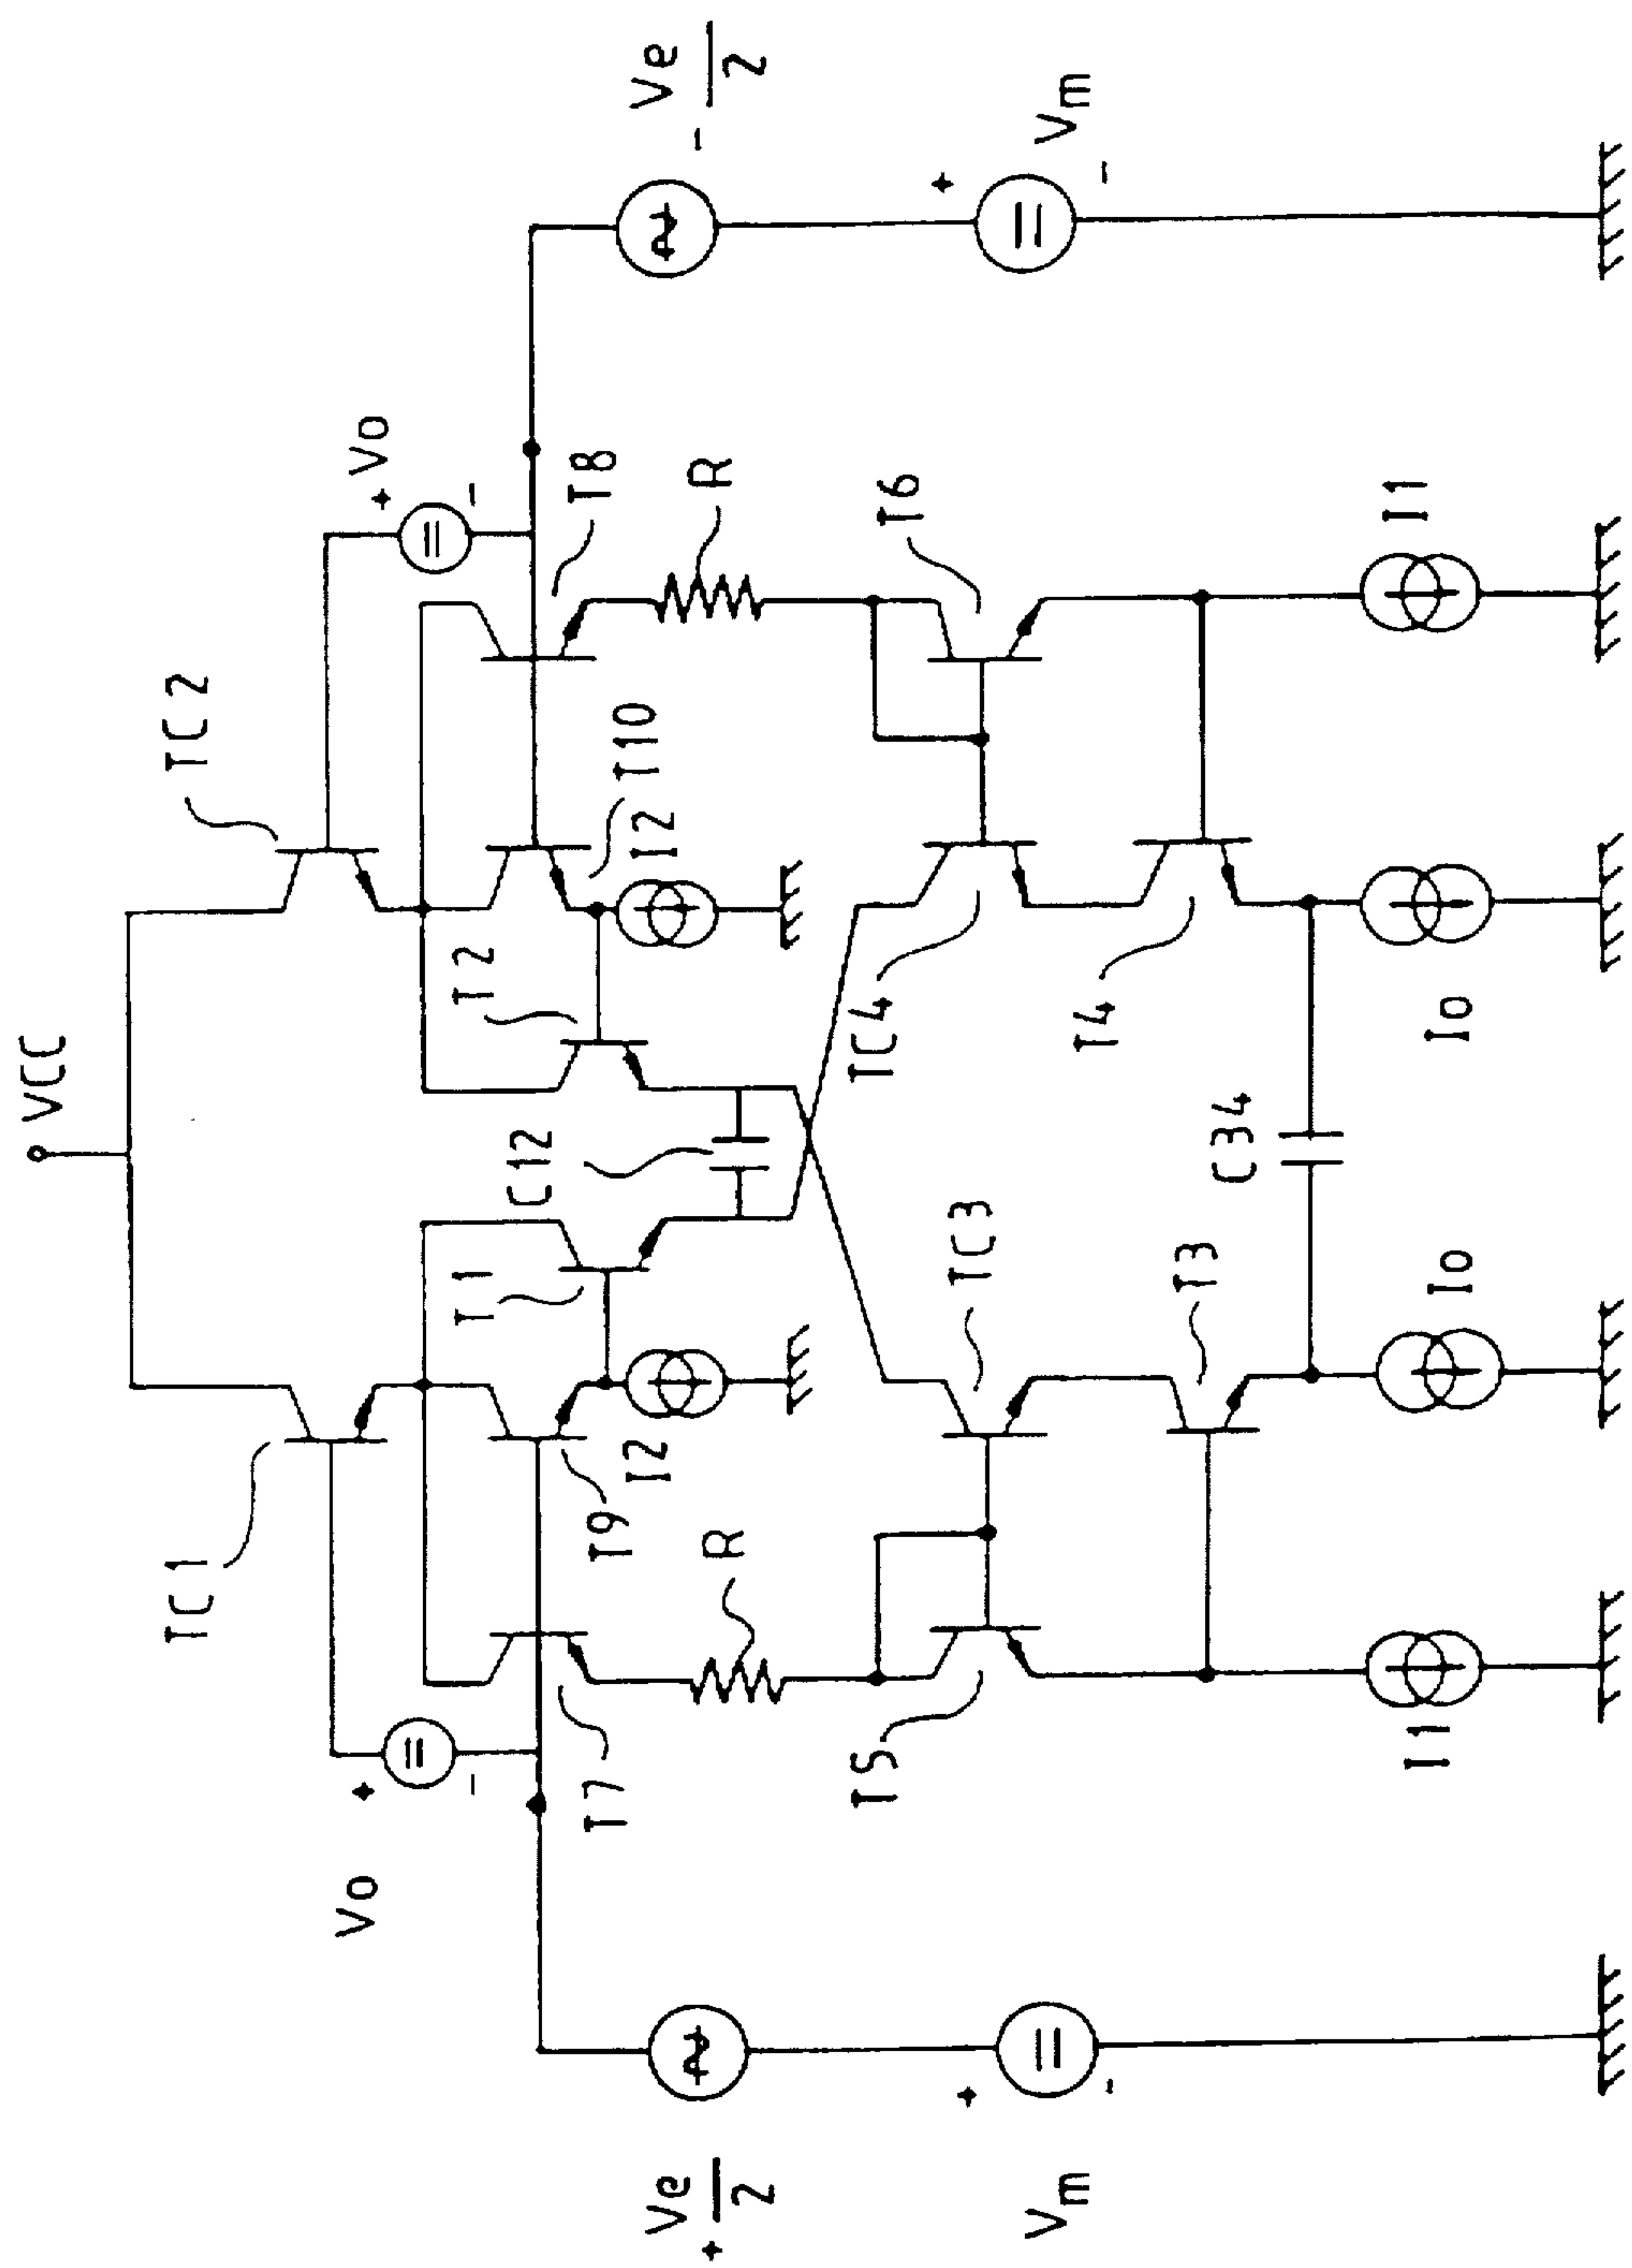 VCC
TC1
TC2
Vo
+
-
+ Vo
-
T7
T9
I2
T1
C12
T2
I2
T10
T8
+ Ve/2
- Ve/2
R
R
+
Vm
-
+
Vm
-
T5
TC3
TC4
T6
T3
T4
C34
I1
Io
Io
I1